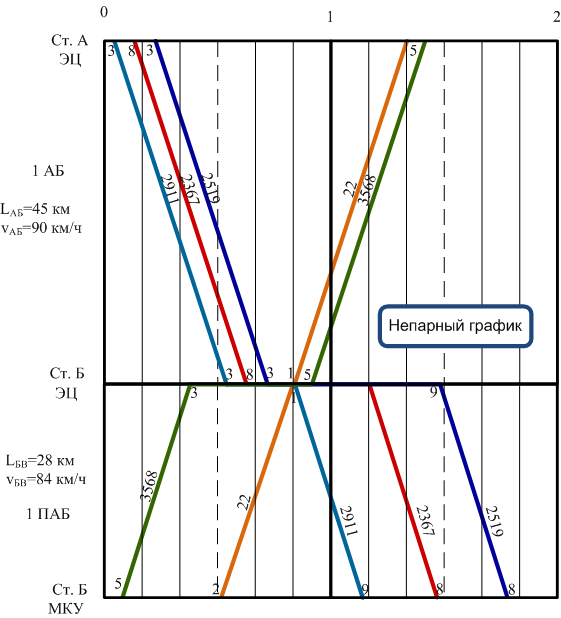 0 1 2
Ст. А
ЭЦ
3 8 3 5
1 АБ
2911 2367 2519 22 3568
LАБ=45 км
vАБ=90 км/ч
Непарный график
Ст. Б
ЭЦ
3 8 3 1 5
3 1 9
LБВ=28 км
vБВ=84 км/ч
3568 22 2911 2367 2519
1 ПАБ
Ст. Б
МКУ
5 2 9 8 8